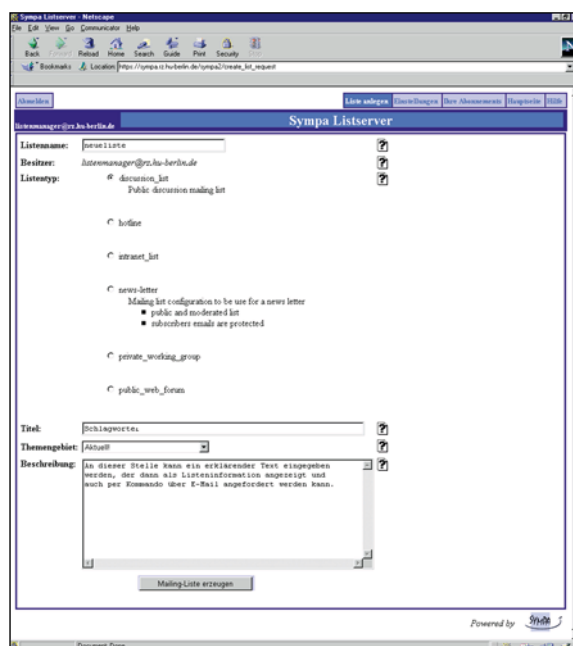 Sympa Listserver - Netscape
File Edit View Go Communicator Help
Back Forward Reload Home Search Guide Print Security
Bookmarks Location: https://sympa.rz.hu-berlin.de/sympa2/create_list_request
Abmelden Liste anlegen Einstellungen Ihre Abonnements Hauptseite Hilfe
listenmanager@rz.hu-berlin.de Sympa Listserver
Listenname: neueliste ?
Besitzer: listenmanager@rz.hu-berlin.de ?
Listentyp: discussion_list ?
Public discussion mailing list
hotline
intranet_list
news-letter
Mailing list configuration to be use for a news letter
public and moderated list
subscribers emails are protected
private_working_group
public_web_forum
Titel: Schlagworte; ?
Themengebiet: Aktuell! ?
Beschreibung: An dieser Stelle kann ein erklärender Text eingegeben ?
werden, der dann als Listeninformation angezeigt und
auch per Kommando über E-Mail angefordert werden kann.
Mailing-Liste erzeugen
Powered by Sympa
Document: Done